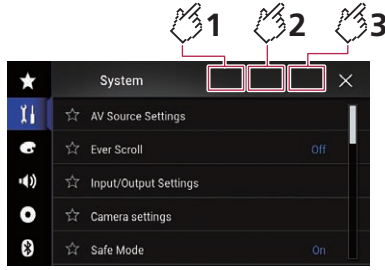 1 2 3
System
AV Source Settings
Ever Scroll Off
Input/Output Settings
Camera settings
Safe Mode On